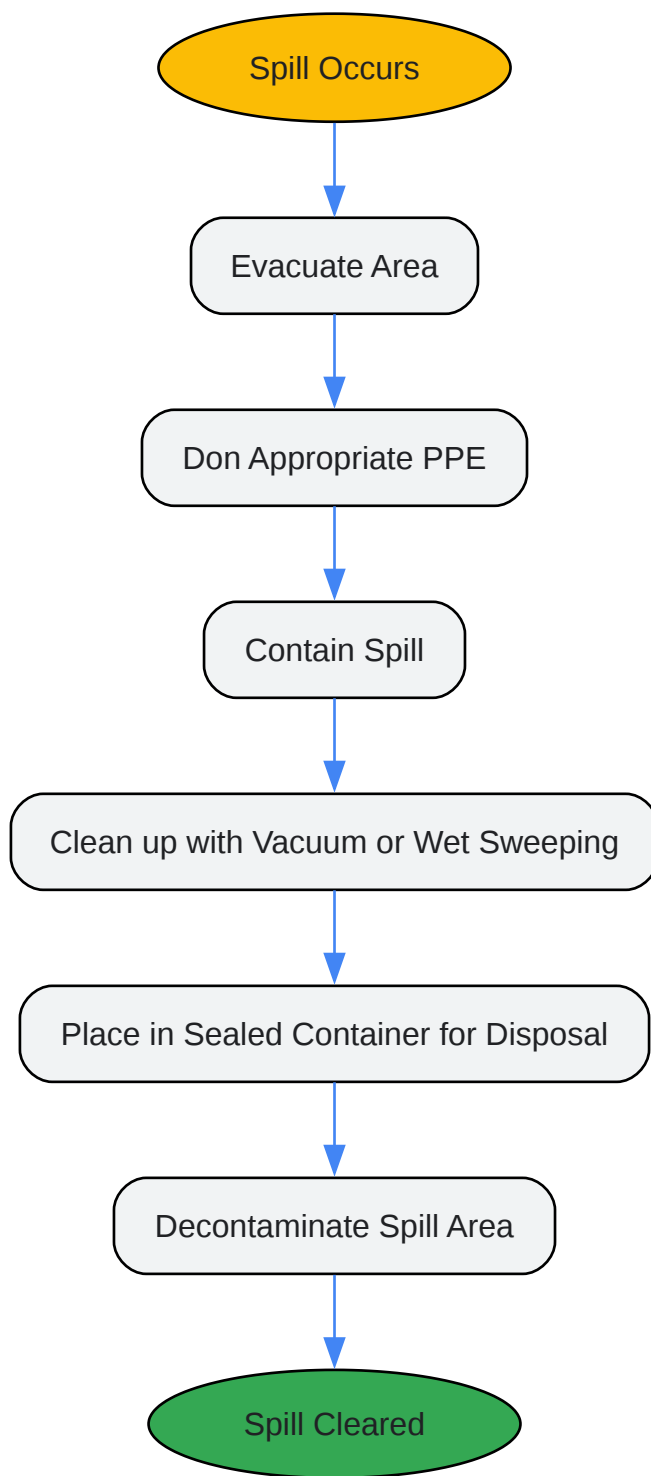 Spill Occurs
Evacuate Area
Don Appropriate PPE
Contain Spill
Clean up with Vacuum or Wet Sweeping
Place in Sealed Container for Disposal
Decontaminate Spill Area
Spill Cleared